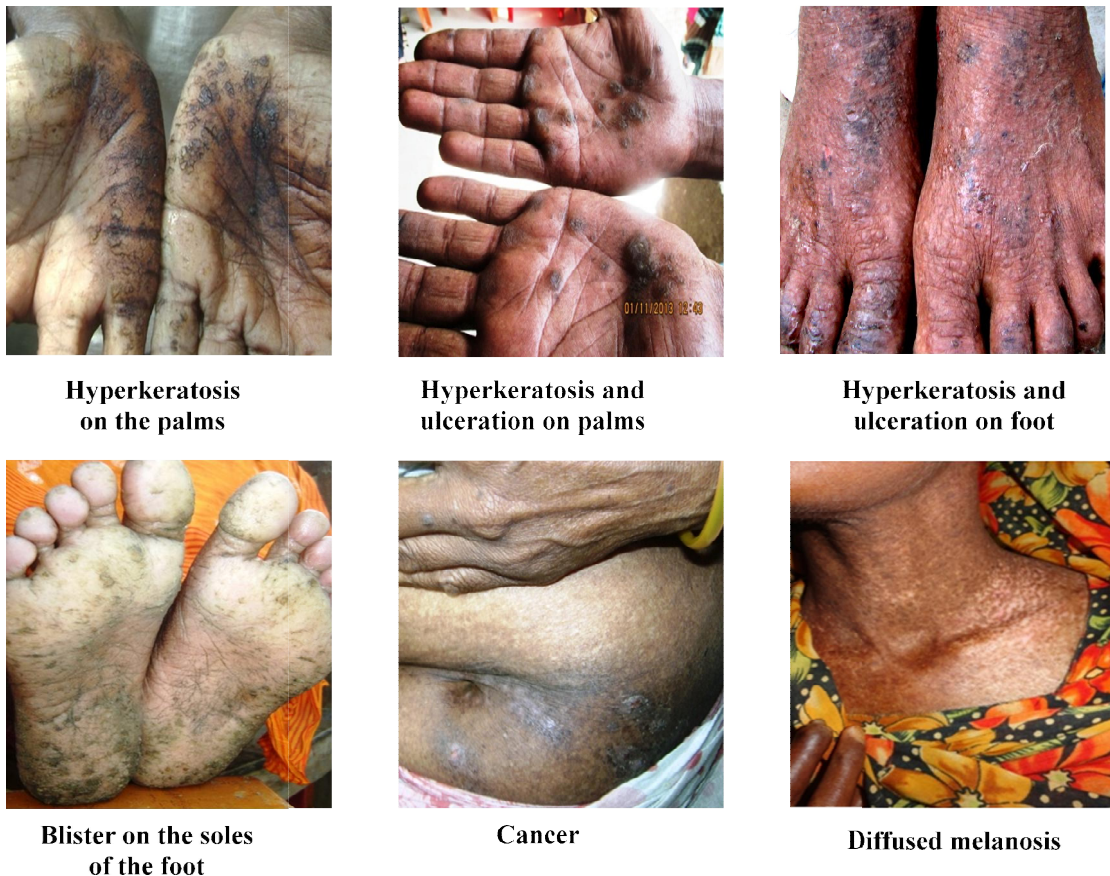 01/11/2013 12:43
Hyperkeratosis
on the palms
Hyperkeratosis and
ulceration on palms
Hyperkeratosis and
ulceration on foot
Blister on the soles
of the foot
Cancer
Diffused melanosis